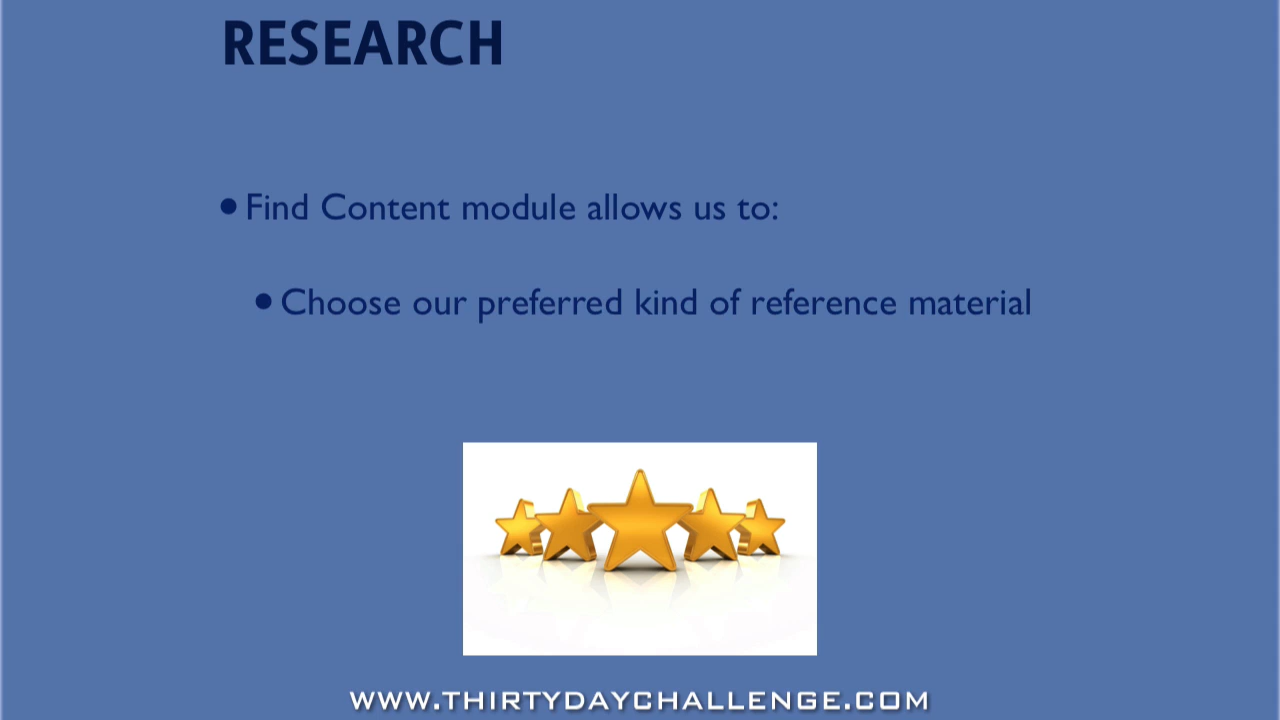 RESEARCH
• Find Content module allows us to:
• Choose our preferred kind of reference material
WWW.THIRTYDAYCHALLENGE.COM